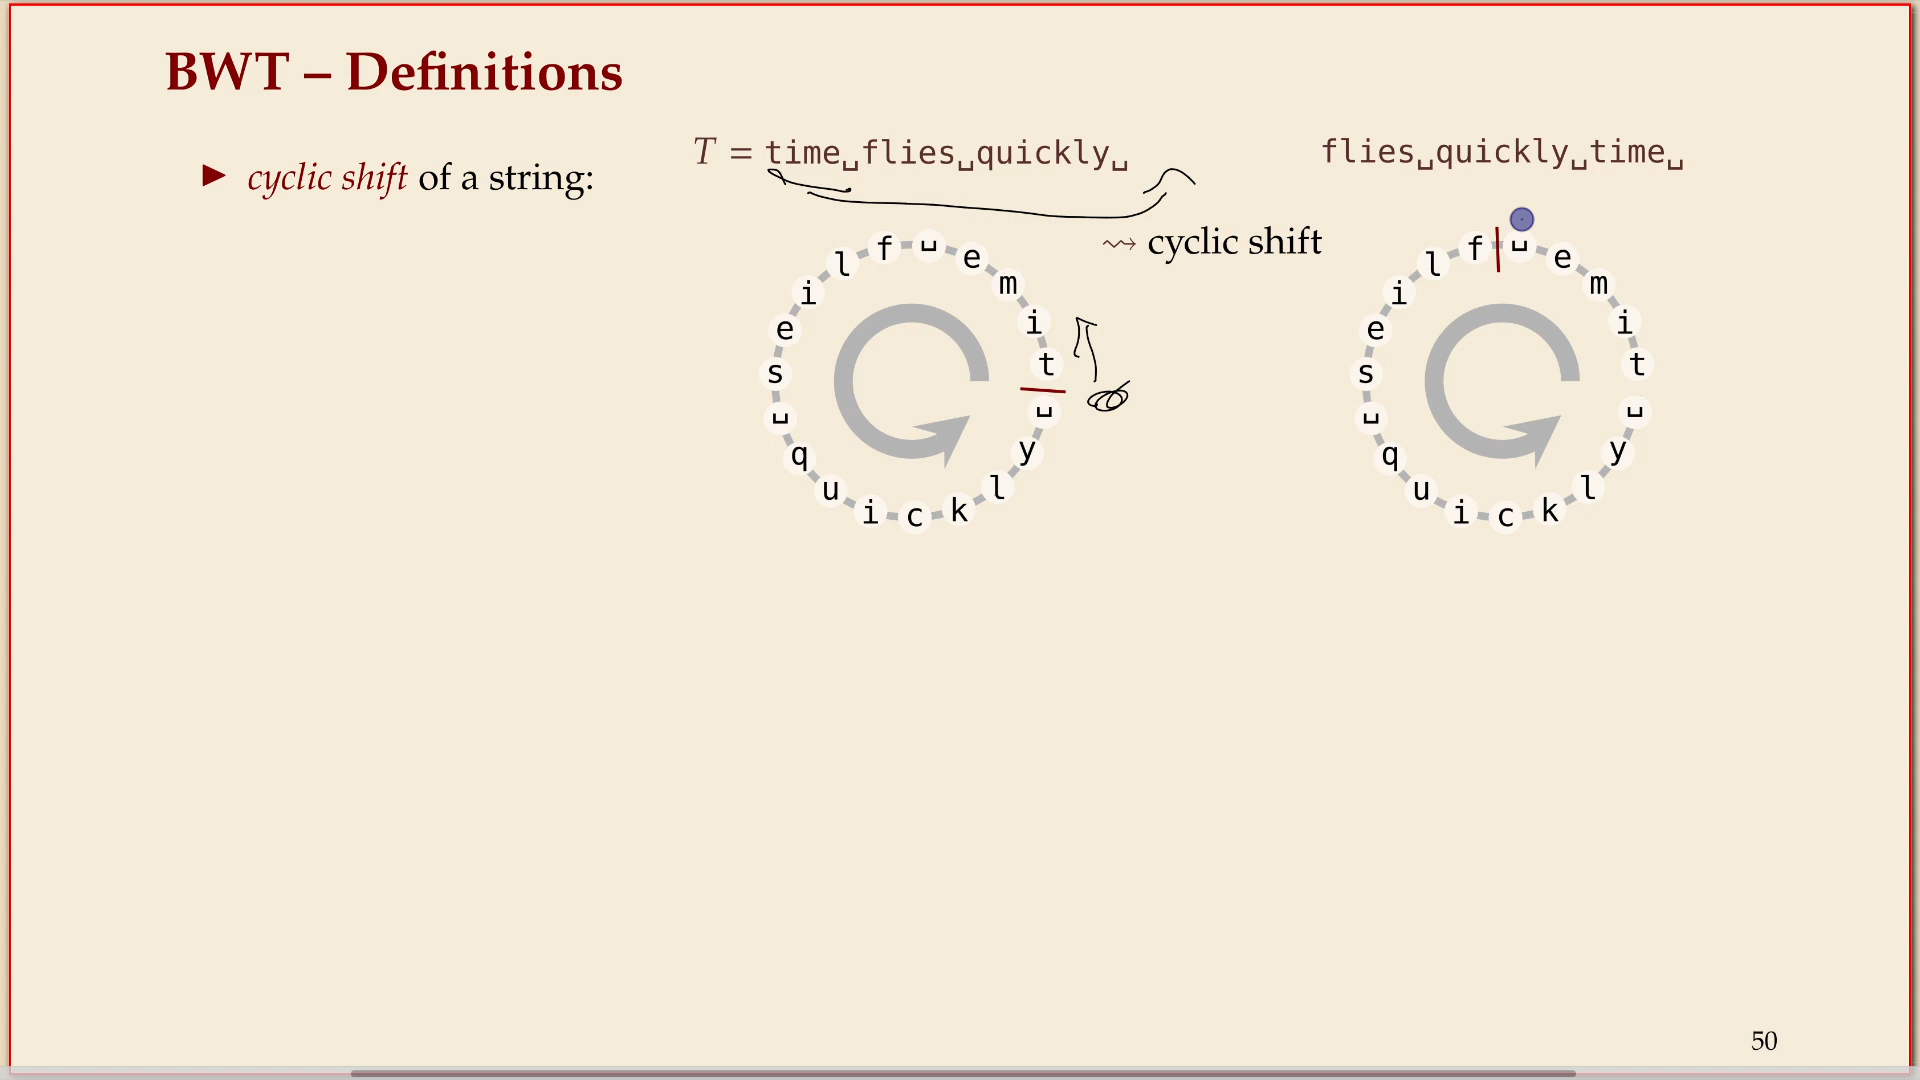 BWT – Definitions
▶ cyclic shift of a string:
T = time␣flies␣quickly␣
flies␣quickly␣time␣
⇝ cyclic shift
t i m e ␣ f l i e s ␣ q u i c k l y ␣
t i m e ␣ f l i e s ␣ q u i c k l y ␣
50